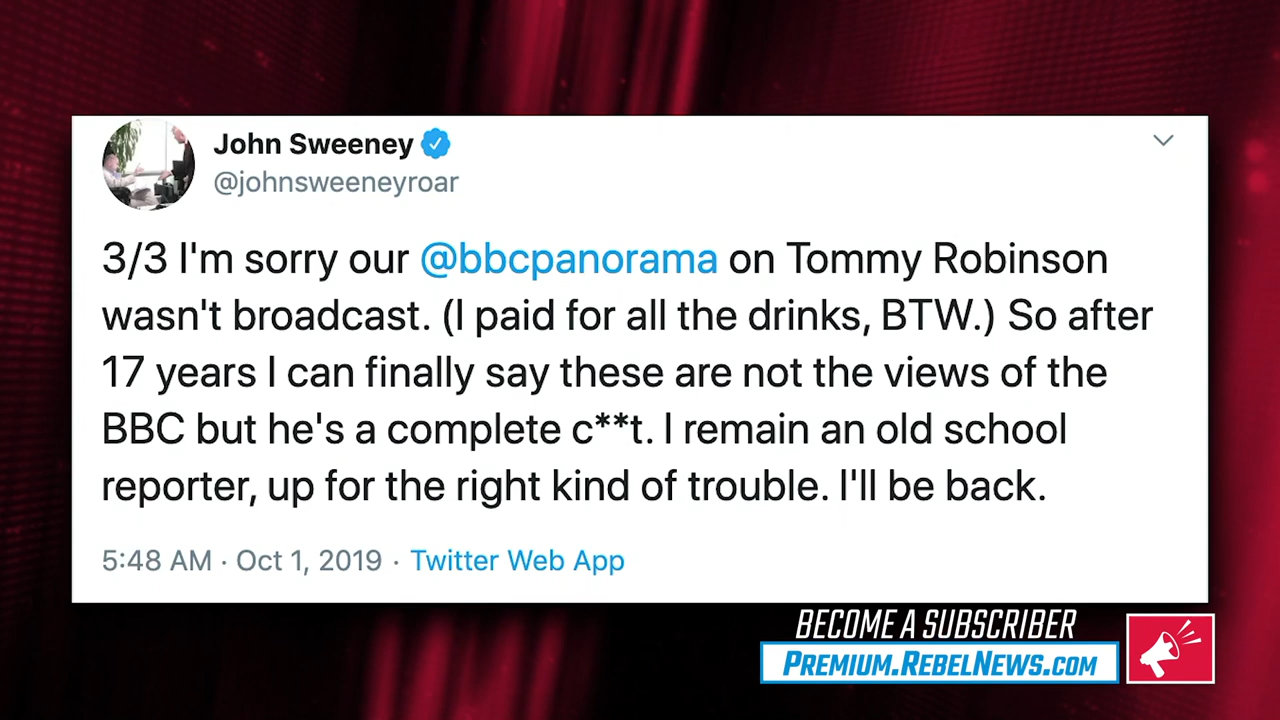 John Sweeney
@johnsweeneyroar
3/3 I'm sorry our @bbcpanorama on Tommy Robinson
wasn't broadcast. (I paid for all the drinks, BTW.) So after
17 years I can finally say these are not the views of the
BBC but he's a complete c**t. I remain an old school
reporter, up for the right kind of trouble. I'll be back.
5:48 AM · Oct 1, 2019 · Twitter Web App
BECOME A SUBSCRIBER
PREMIUM.REBELNEWS.COM